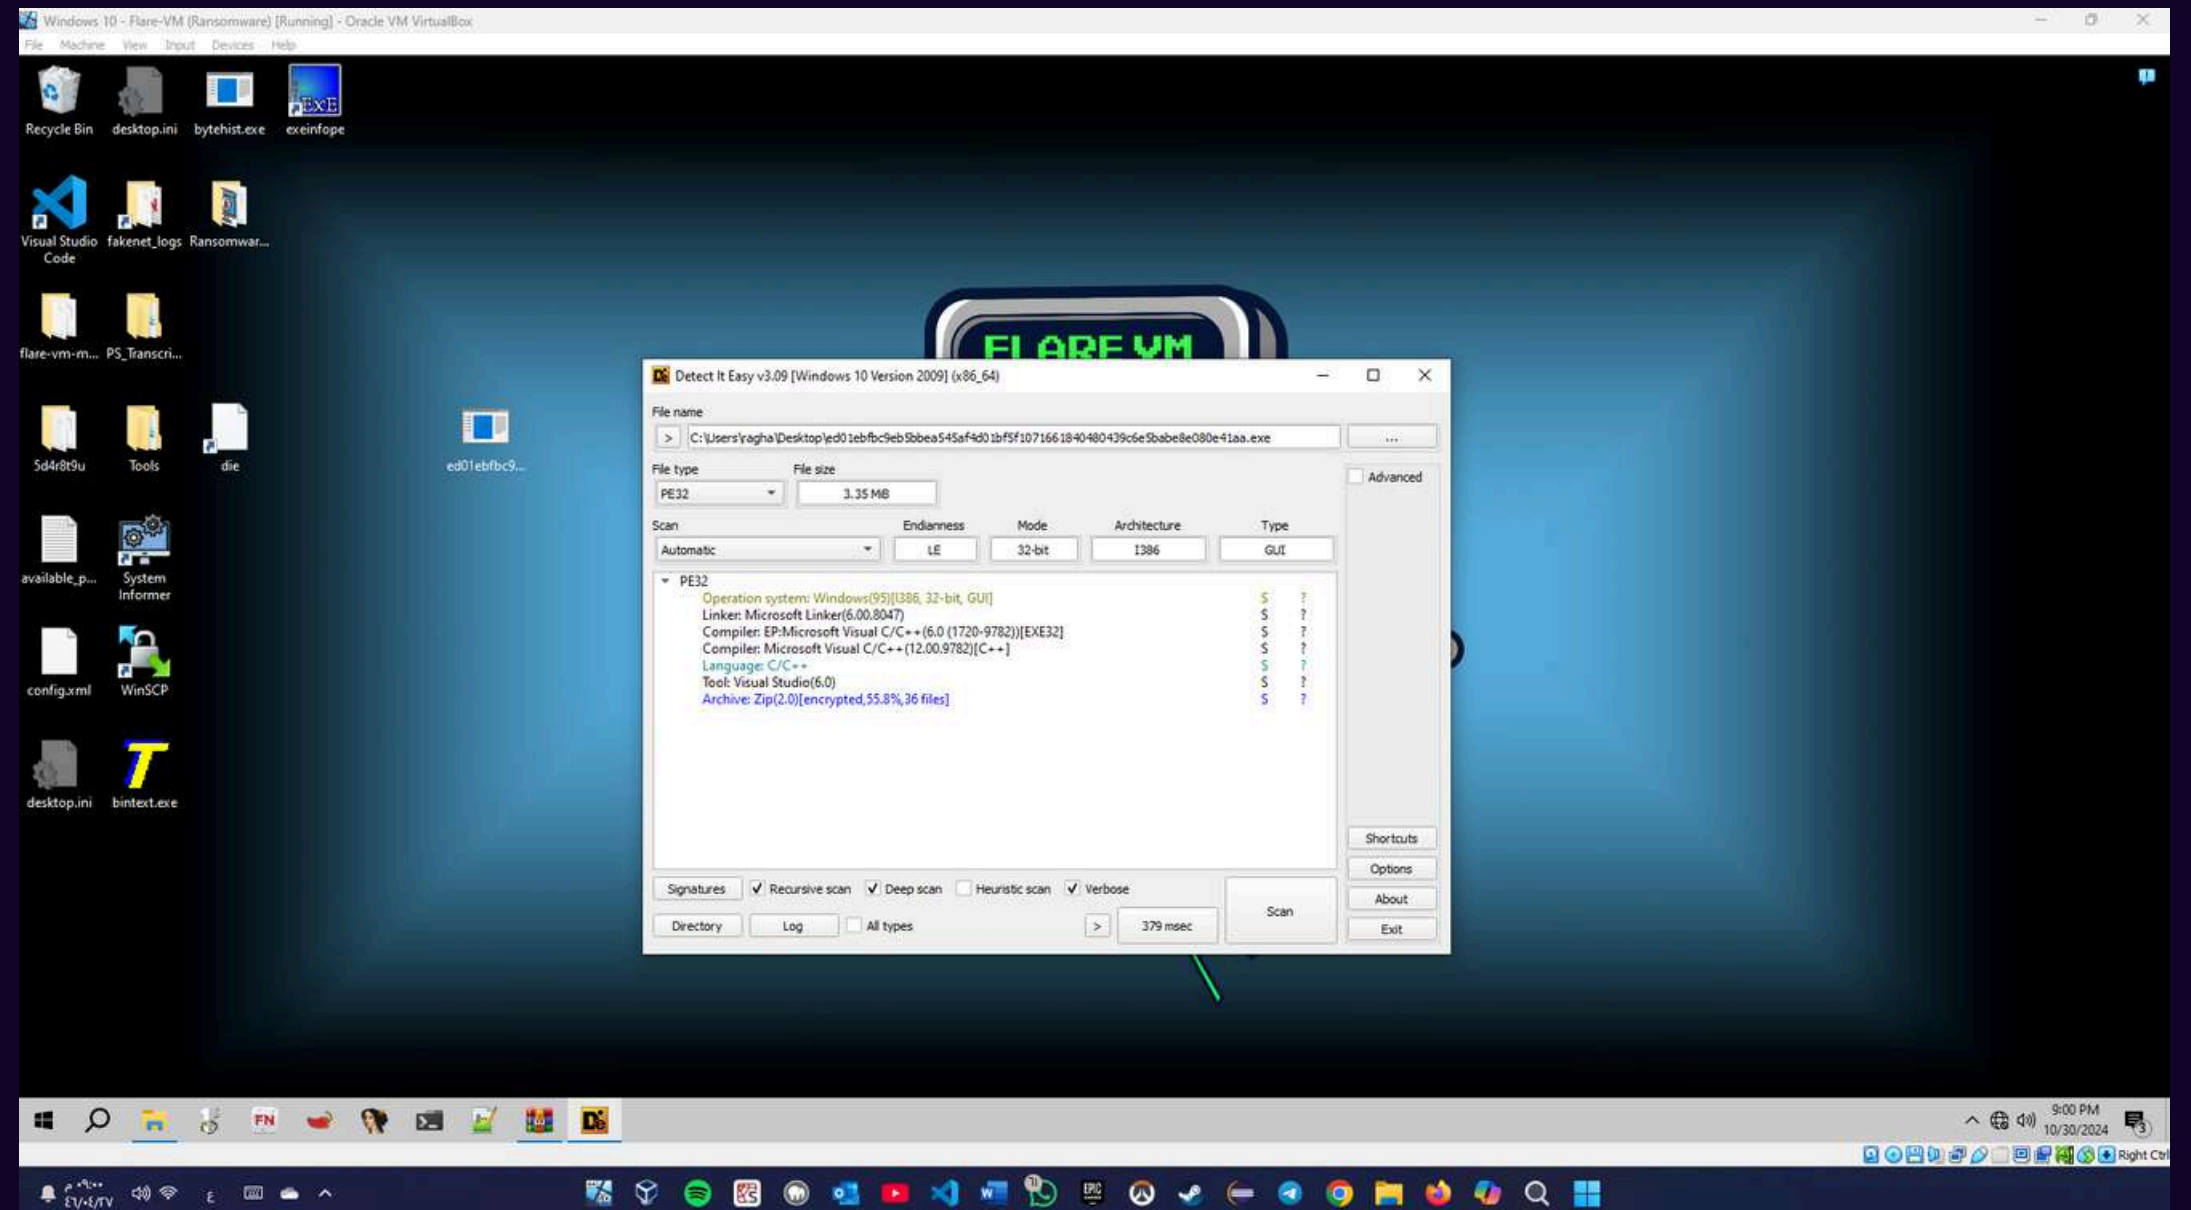 Windows 10 - Flare-VM (Ransomware) [Running] - Oracle VM VirtualBox
File Machine View Input Devices Help
Recycle Bin desktop.ini bytehist.exe exeinfope
Visual Studio Code fakenet_logs Ransomwar...
flare-vm-m... PS_Transcri...
5d4r8t9u Tools die ed01ebfbc9...
available_p... System Informer
config.xml WinSCP
desktop.ini bintext.exe
FLARE VM
Detect It Easy v3.09 [Windows 10 Version 2009] (x86_64)
File name
> C:\Users\ragha\Desktop\ed01ebfbc9eb5bbea545af4d01bf5f1071661840480439c6e5babe8e080e41aa.exe ...
File type File size
PE32 3.35 MiB
Advanced
Scan Endianness Mode Architecture Type
Automatic LE 32-bit I386 GUI
PE32
Operation system: Windows(95)[I386, 32-bit, GUI] S ?
Linker: Microsoft Linker(6.00.8047) S ?
Compiler: EP:Microsoft Visual C/C++(6.0 (1720-9782))[EXE32] S ?
Compiler: Microsoft Visual C/C++(12.00.9782)[C++] S ?
Language: C/C++ S ?
Tool: Visual Studio(6.0) S ?
Archive: Zip(2.0)[encrypted,55.8%,36 files] S ?
Shortcuts
Options
Signatures Recursive scan Deep scan Heuristic scan Verbose
About
Scan
Directory Log All types > 379 msec
Exit
9:00 PM
10/30/2024
Right Ctrl